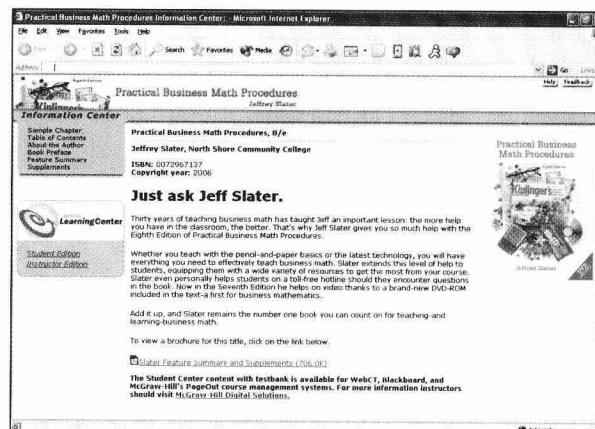 Practical Business Math Procedures Information Center: - Microsoft Internet Explorer
File Edit View Favorites Tools Help
Search Favorites Media
Address
Go Links
Help Feedback
Practical Business Math Procedures
Jeffrey Slater
Information Center
Sample Chapter
Table of Contents
About the Author
Book Preface
Feature Summary
Supplements
LearningCenter
Student Edition
Instructor Edition
Practical Business Math Procedures, 8/e
Jeffrey Slater, North Shore Community College
ISBN: 0072967137
Copyright year: 2006
Just ask Jeff Slater.
Thirty years of teaching business math has taught Jeff an important lesson: the more help
you have in the classroom, the better. That's why Jeff Slater gives you so much help with the
Eighth Edition of Practical Business Math Procedures.
Whether you teach with the pencil-and-paper basics or the latest technology, you will have
everything you need to effectively teach business math. Slater extends this level of help to
students, equipping them with a wide variety of resources to get the most from your course.
Slater even personally helps students on a toll-free hotline should they encounter questions
in the book. Now in the Seventh Edition he helps on video thanks to a brand-new DVD-ROM
included in the text-a first for business mathematics.
Add it up, and Slater remains the number one book you can count on for teaching-and
learning-business math.
To view a brochure for this title, click on the link below.
Slater Feature Summary and Supplements (706.0K)
The Student Center content with testbank is available for WebCT, Blackboard, and
McGraw-Hill's PageOut course management systems. For more information instructors
should visit McGraw-Hill Digital Solutions.
Practical Business
Math Procedures
Kiplinger's
Jeffrey Slater